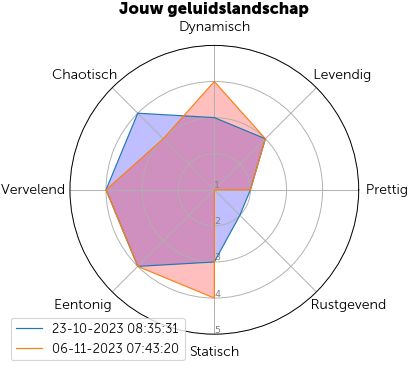 Jouw geluidslandschap
Dynamisch
Chaotisch
Levendig
Vervelend
1
Prettig
2
3
4
Eentonig
Rustgevend
5
Statisch
23-10-2023 08:35:31
06-11-2023 07:43:20